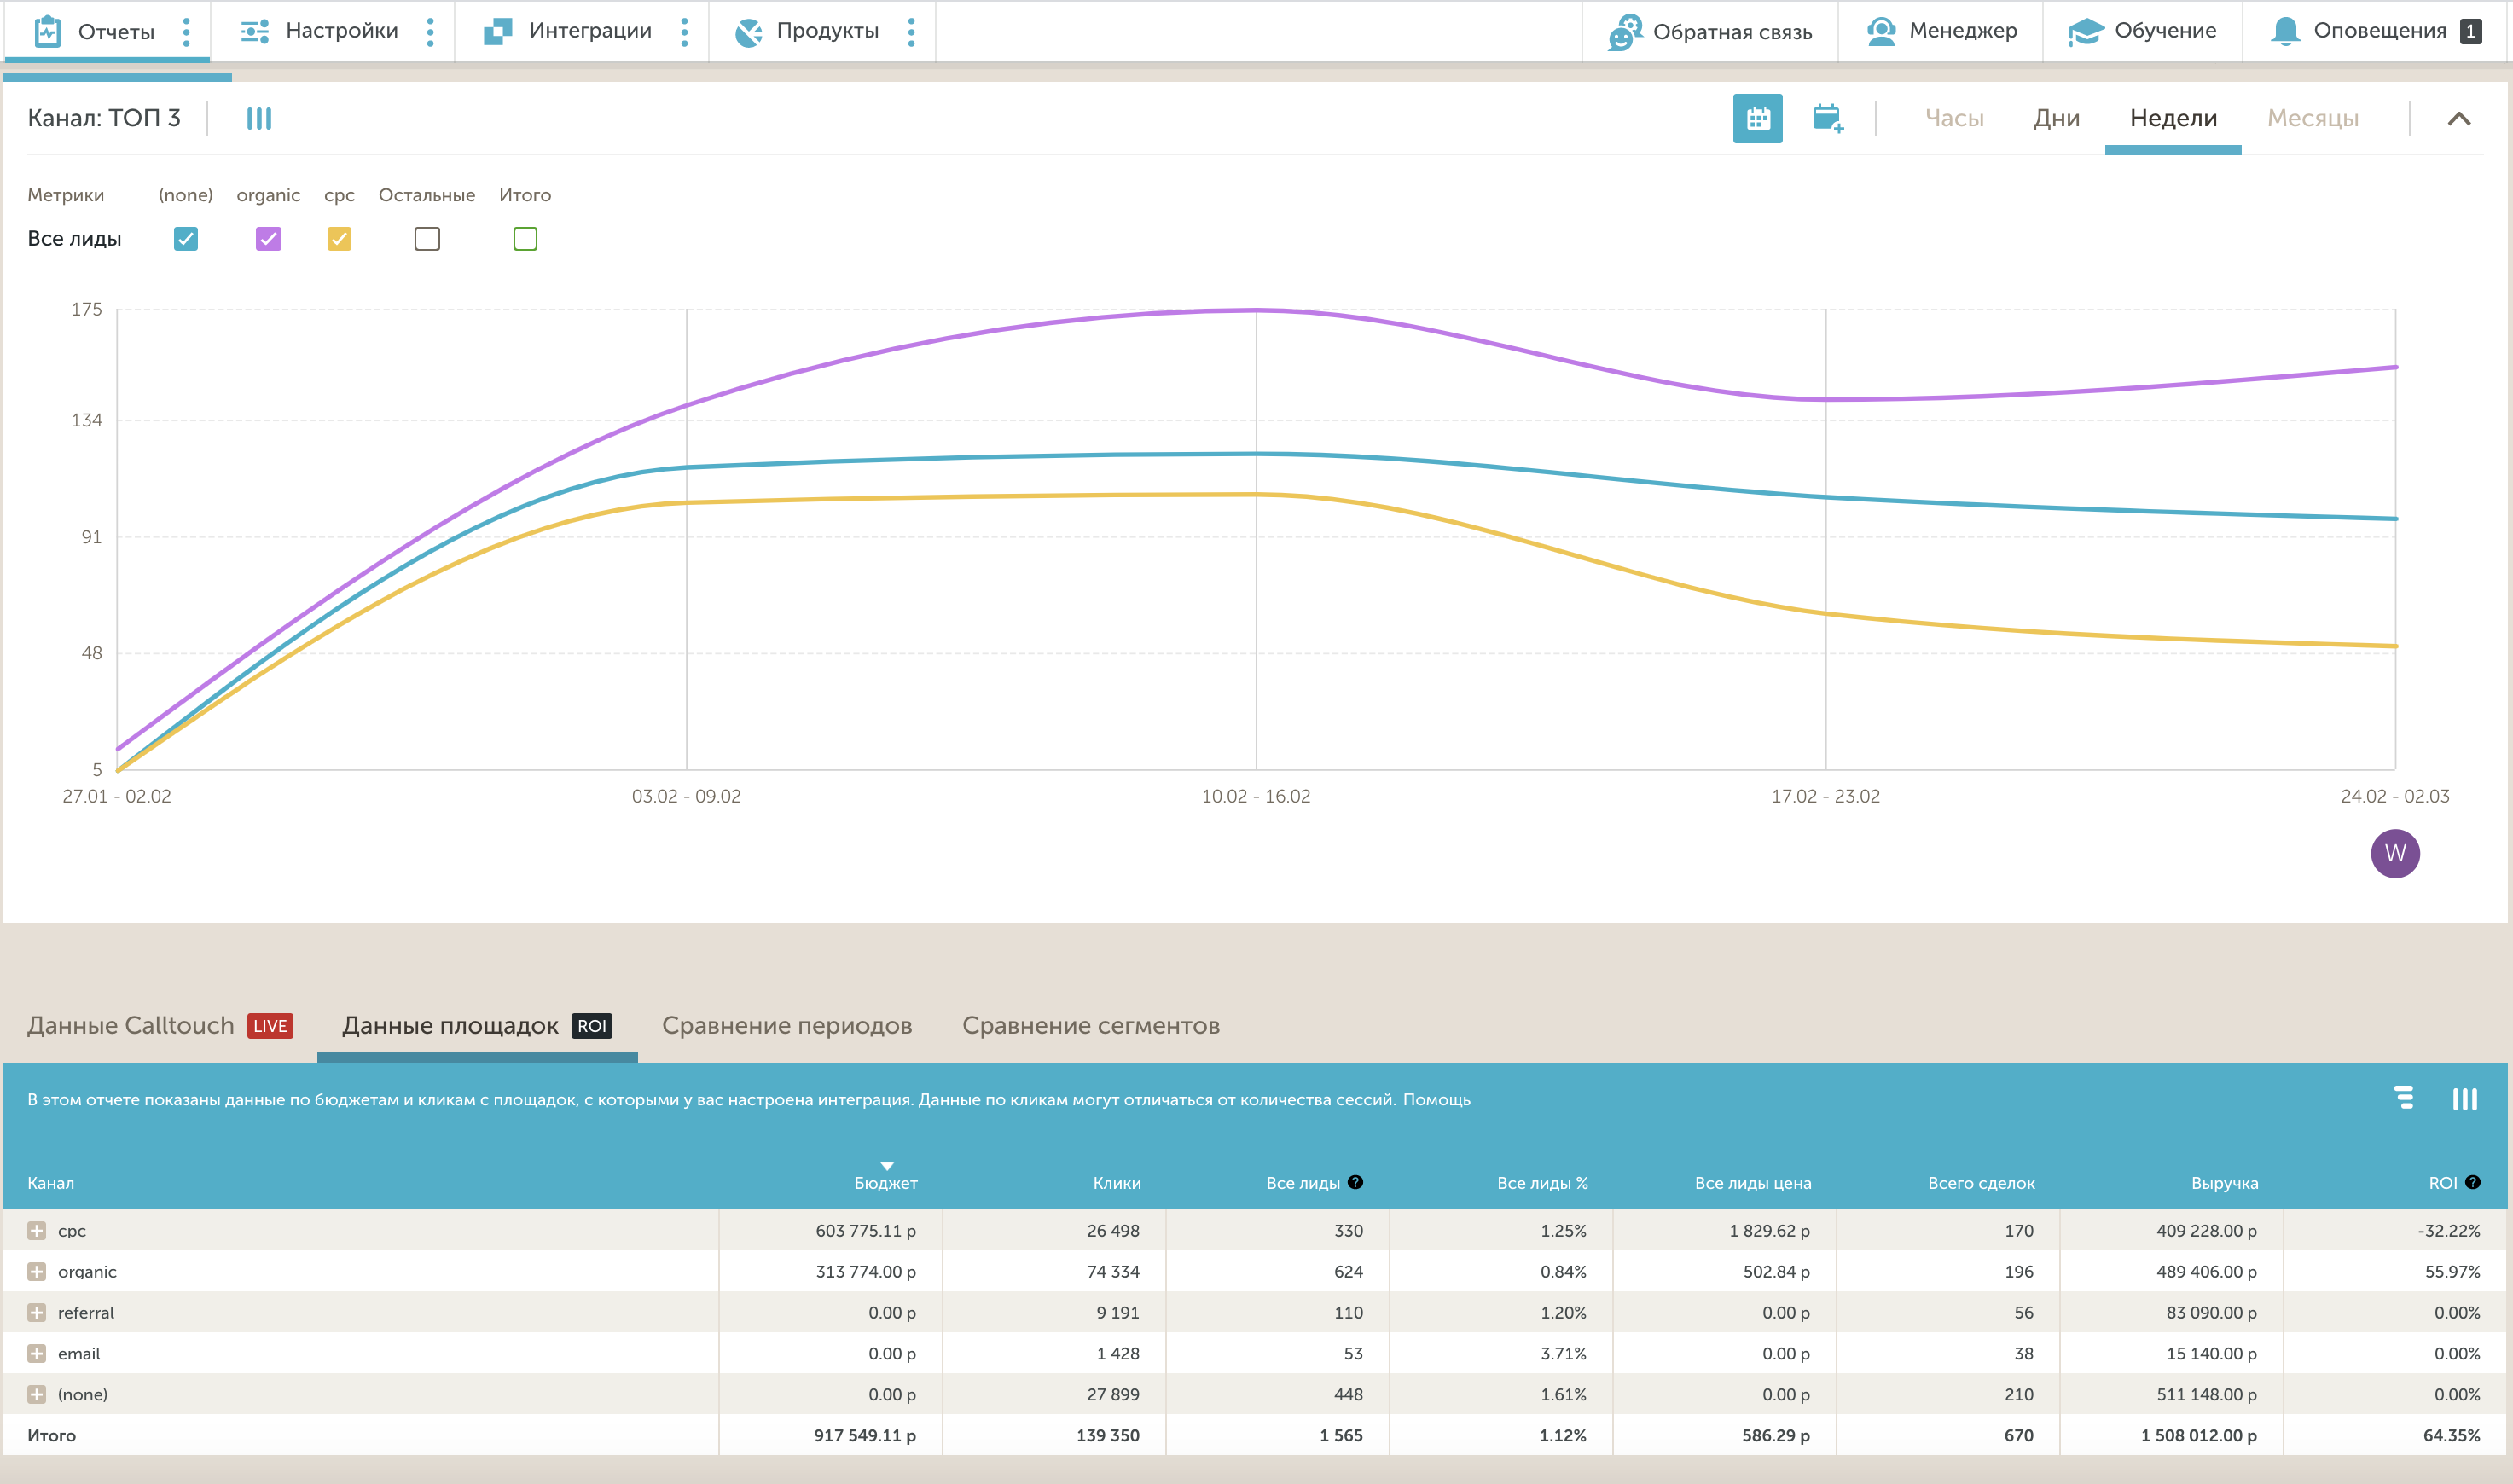 Отчеты Настройки Интеграции Продукты Обратная связь Менеджер Обучение Оповещения 1
Канал: ТОП 3 Часы Дни Недели Месяцы
Метрики (none) organic cpc Остальные Итого
Все лиды
175
134
91
48
5
27.01 - 02.02 03.02 - 09.02 10.02 - 16.02 17.02 - 23.02 24.02 - 02.03
W
Данные Calltouch LIVE Данные площадок ROI Сравнение периодов Сравнение сегментов
В этом отчете показаны данные по бюджетам и кликам с площадок, с которыми у вас настроена интеграция. Данные по кликам могут отличаться от количества сессий. Помощь
Канал Бюджет Клики Все лиды ? Все лиды % Все лиды цена Всего сделок Выручка ROI ?
cpc 603 775.11 р 26 498 330 1.25% 1 829.62 р 170 409 228.00 р -32.22%
organic 313 774.00 р 74 334 624 0.84% 502.84 р 196 489 406.00 р 55.97%
referral 0.00 р 9 191 110 1.20% 0.00 р 56 83 090.00 р 0.00%
email 0.00 р 1 428 53 3.71% 0.00 р 38 15 140.00 р 0.00%
(none) 0.00 р 27 899 448 1.61% 0.00 р 210 511 148.00 р 0.00%
Итого 917 549.11 р 139 350 1 565 1.12% 586.29 р 670 1 508 012.00 р 64.35%